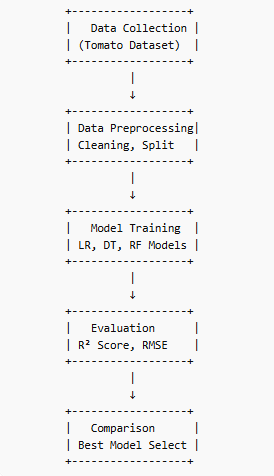 Data Collection
(Tomato Dataset)
Data Preprocessing
Cleaning, Split
Model Training
LR, DT, RF Models
Evaluation
R² Score, RMSE
Comparison
Best Model Select